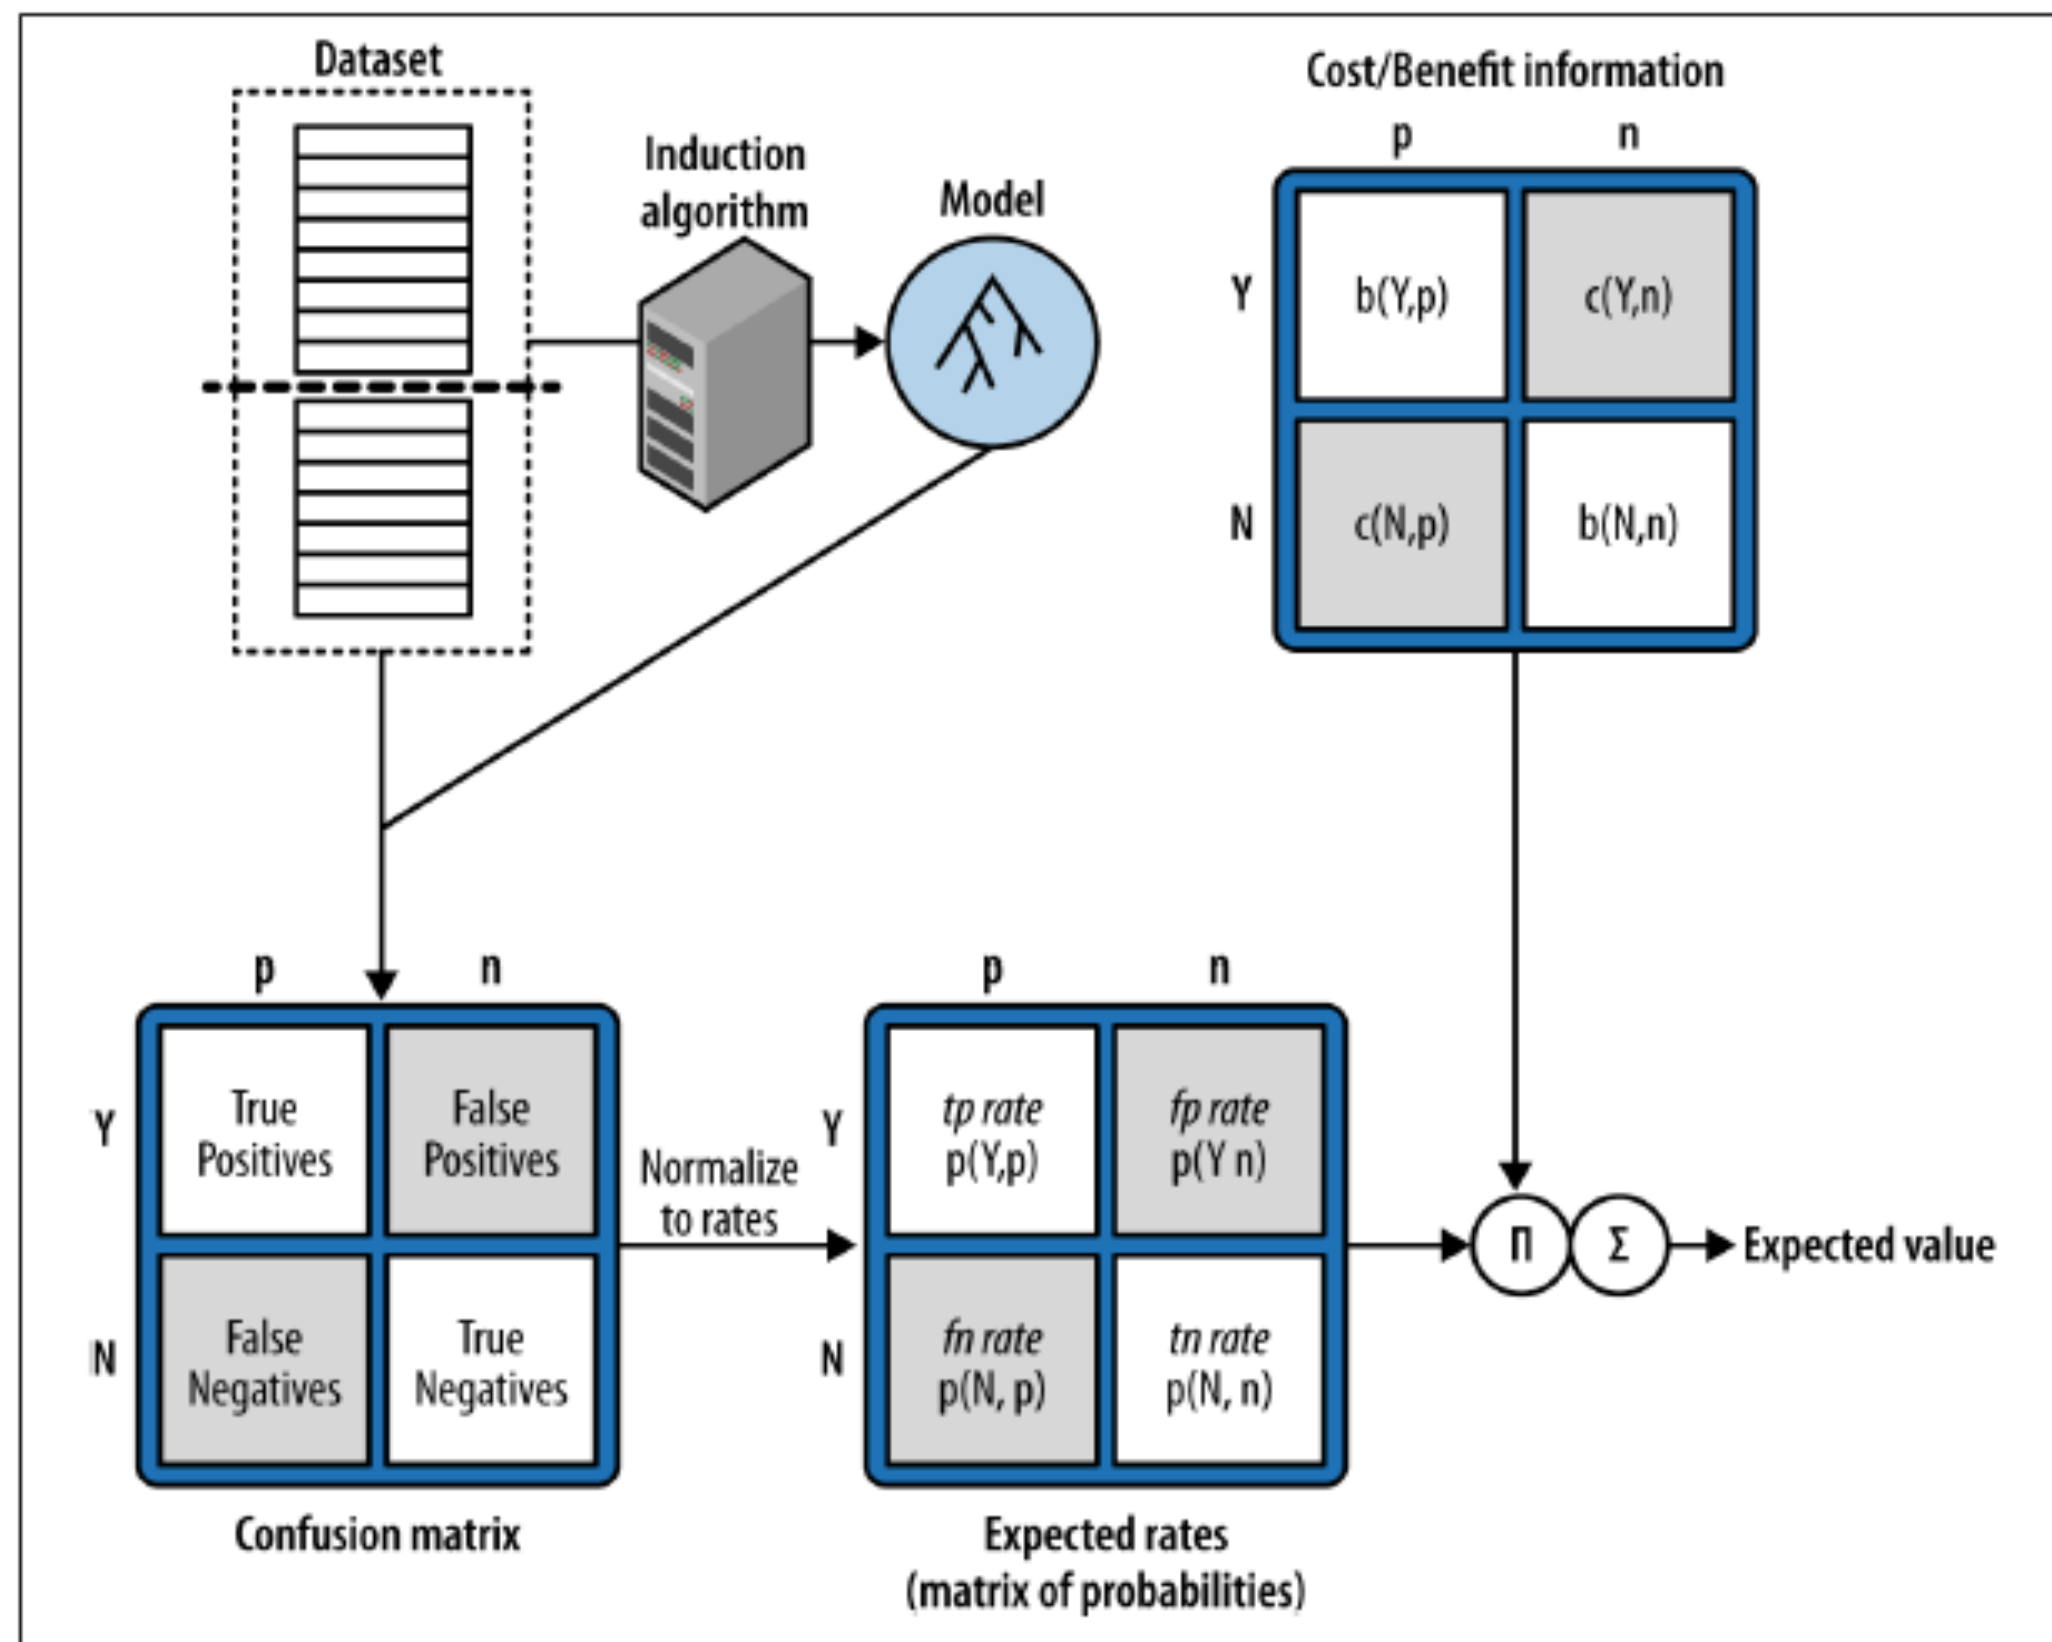 Dataset
Induction
algorithm
Model
Cost/Benefit information
p n
Y b(Y,p) c(Y,n)
N c(N,p) b(N,n)
p n
Y
True
Positives
False
Positives
N
False
Negatives
True
Negatives
Confusion matrix
Normalize
to rates
p n
Y
tp rate
p(Y,p)
fp rate
p(Y n)
N
fn rate
p(N, p)
tn rate
p(N, n)
Expected rates
(matrix of probabilities)
Π Σ Expected value